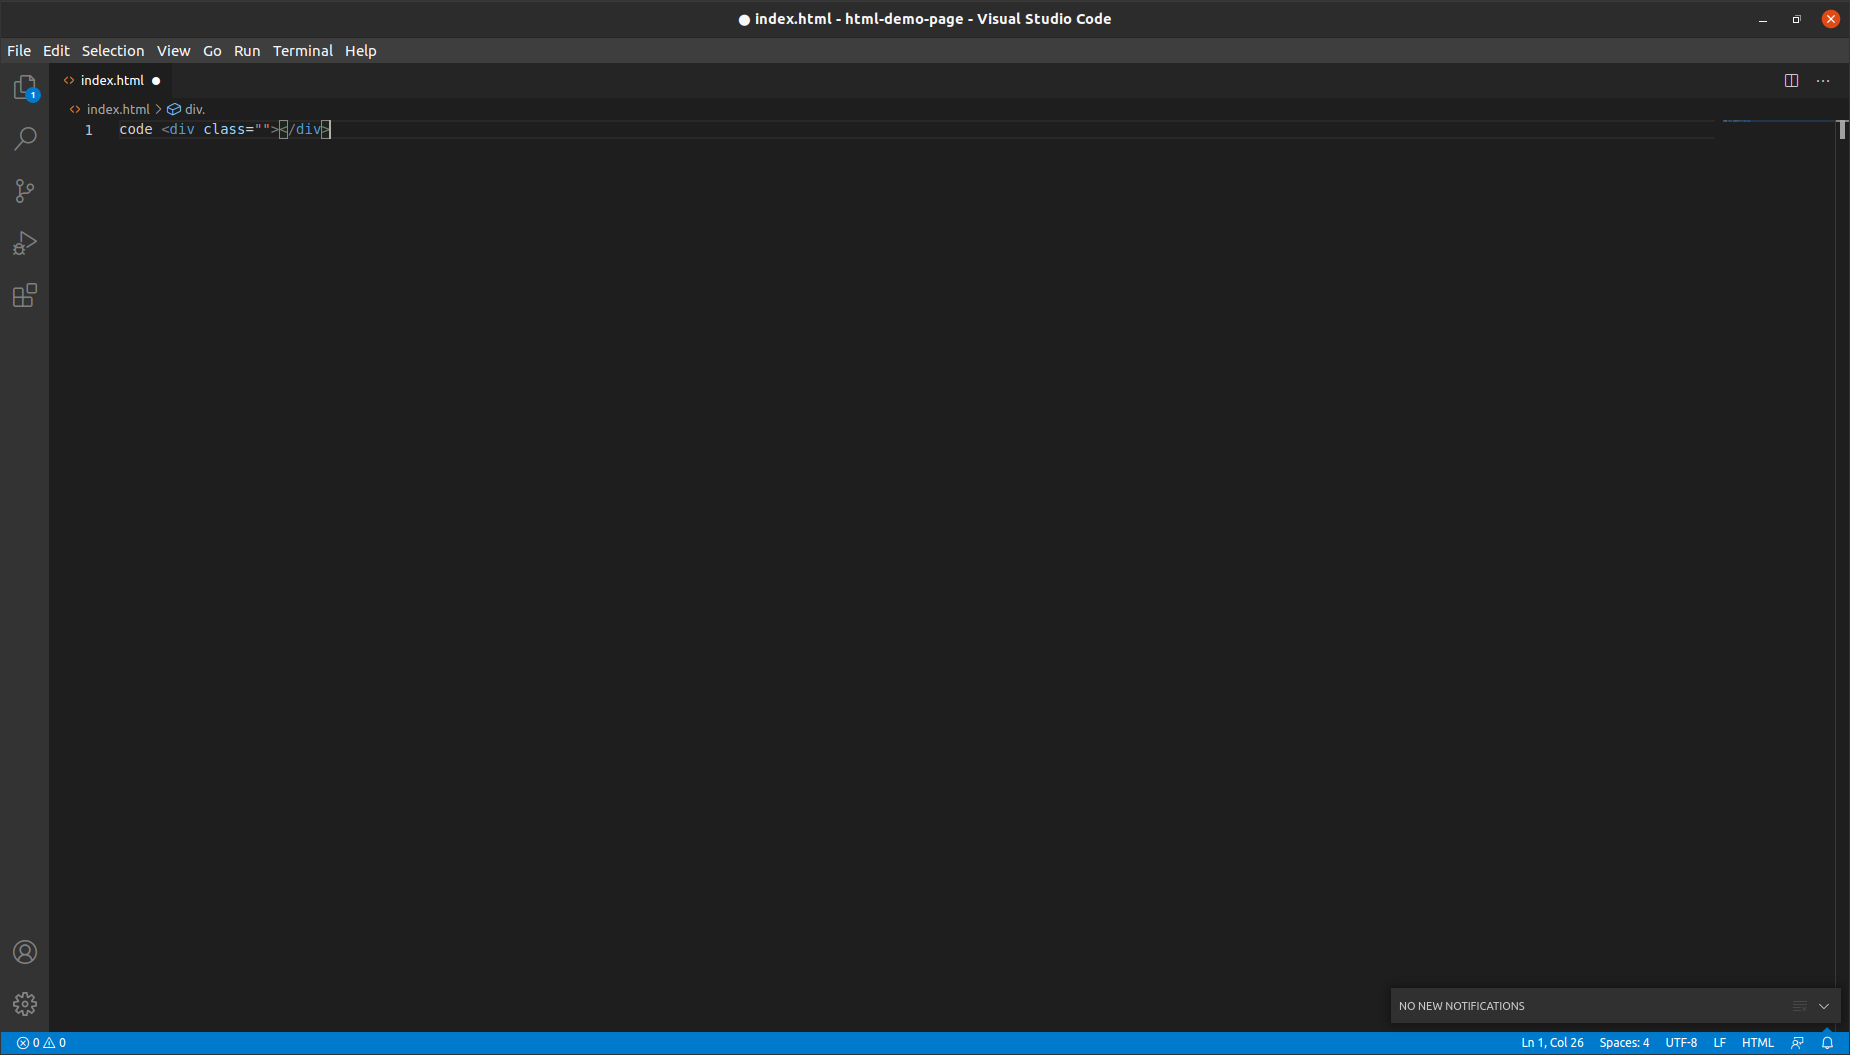 ● index.html - html-demo-page - Visual Studio Code
File Edit Selection View Go Run Terminal Help
1
<> index.html ●
<> index.html > div.
1 code <div class=""></div>
NO NEW NOTIFICATIONS
0 0 Ln 1, Col 26 Spaces: 4 UTF-8 LF HTML